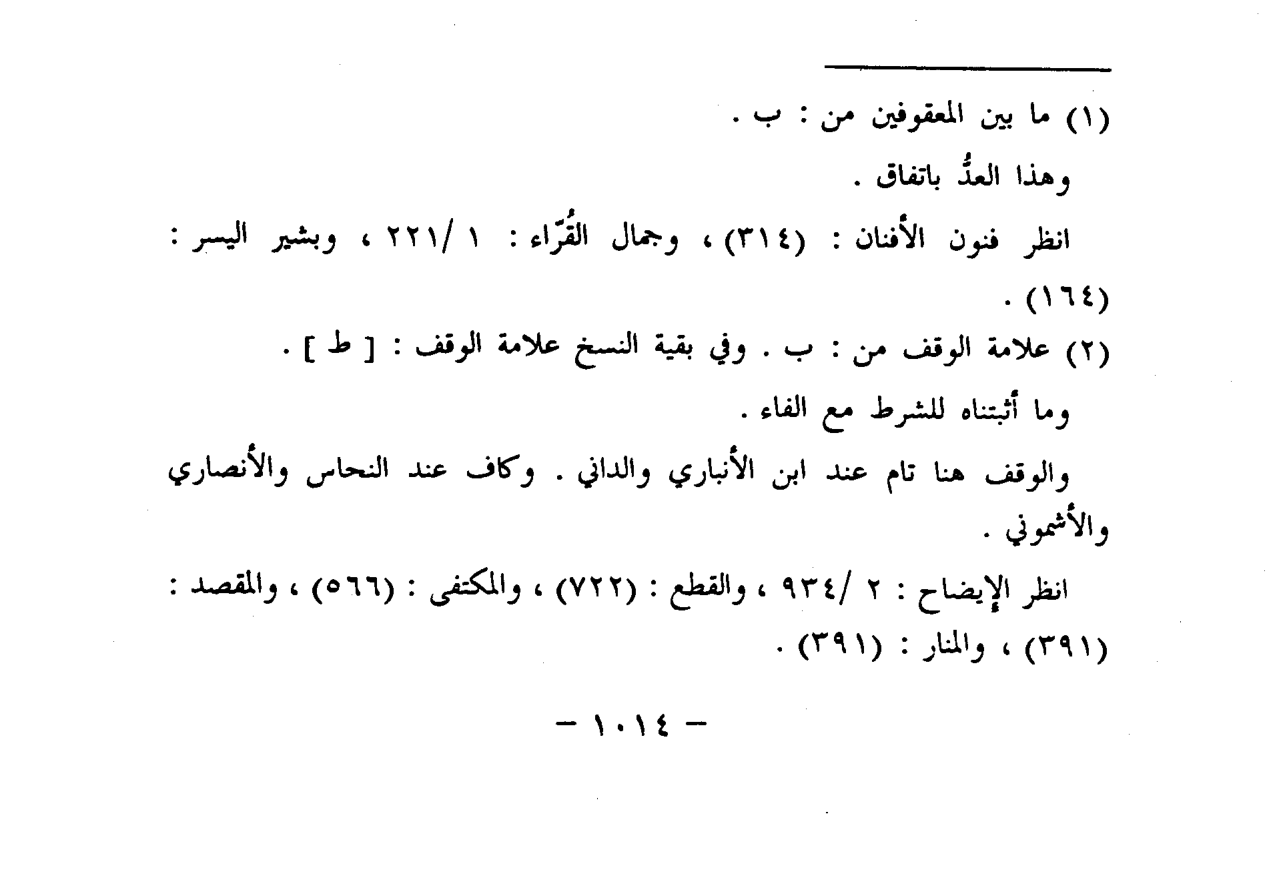 (١) ما بين المعقوفين من : ب .
وهذا العدُّ باتفاق .
انظر فنون الأفنان : (٣١٤) ، وجمال القُرّاء : ١ /٢٢١ ، وبشير اليسر :
(١٦٤) .
(٢) علامة الوقف من : ب . وفي بقية النسخ علامة الوقف : [ ط ] .
وما أثبتناه للشرط مع الفاء .
والوقف هنا تام عند ابن الأنباري والداني . وكاف عند النحاس والأنصاري
والأشموني .
انظر الإيضاح : ٢ /٩٣٤ ، والقطع : (٧٢٢) ، والمكتفى : (٥٦٦) ، والمقصد :
(٣٩١) ، والمنار : (٣٩١) .
– ١٠١٤ –